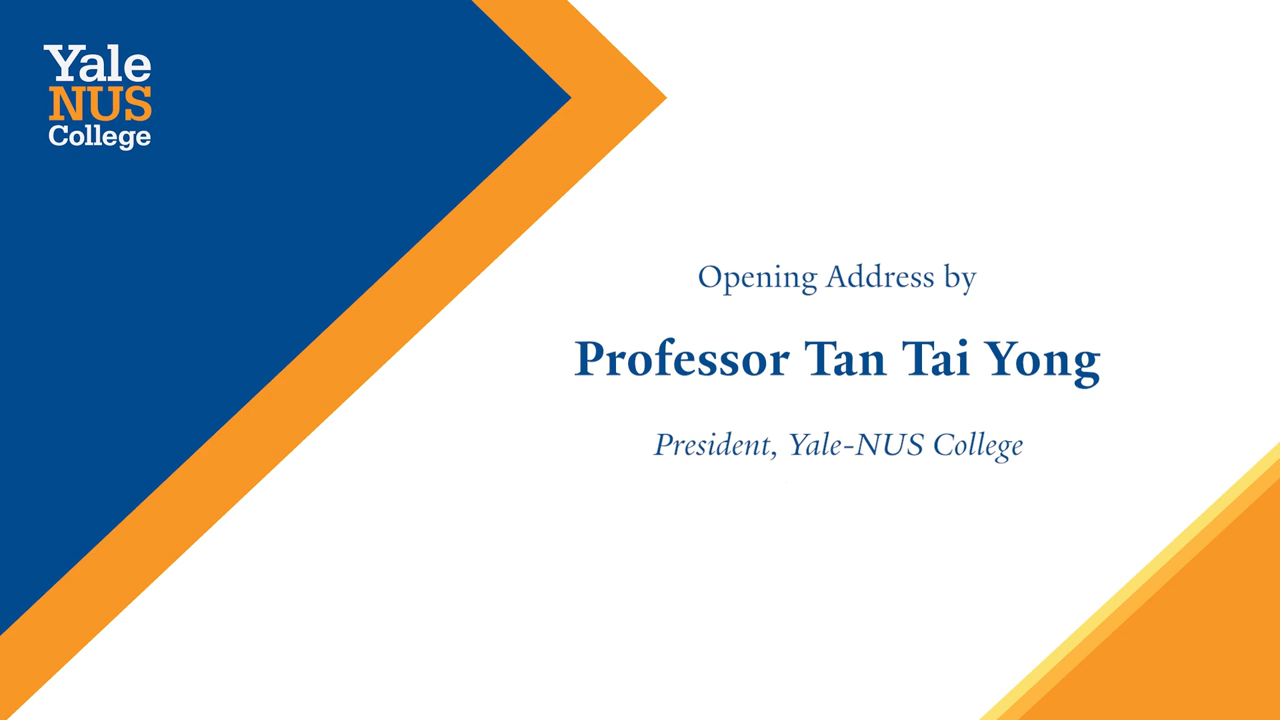 Yale
NUS
College
Opening Address by
Professor Tan Tai Yong
President, Yale-NUS College